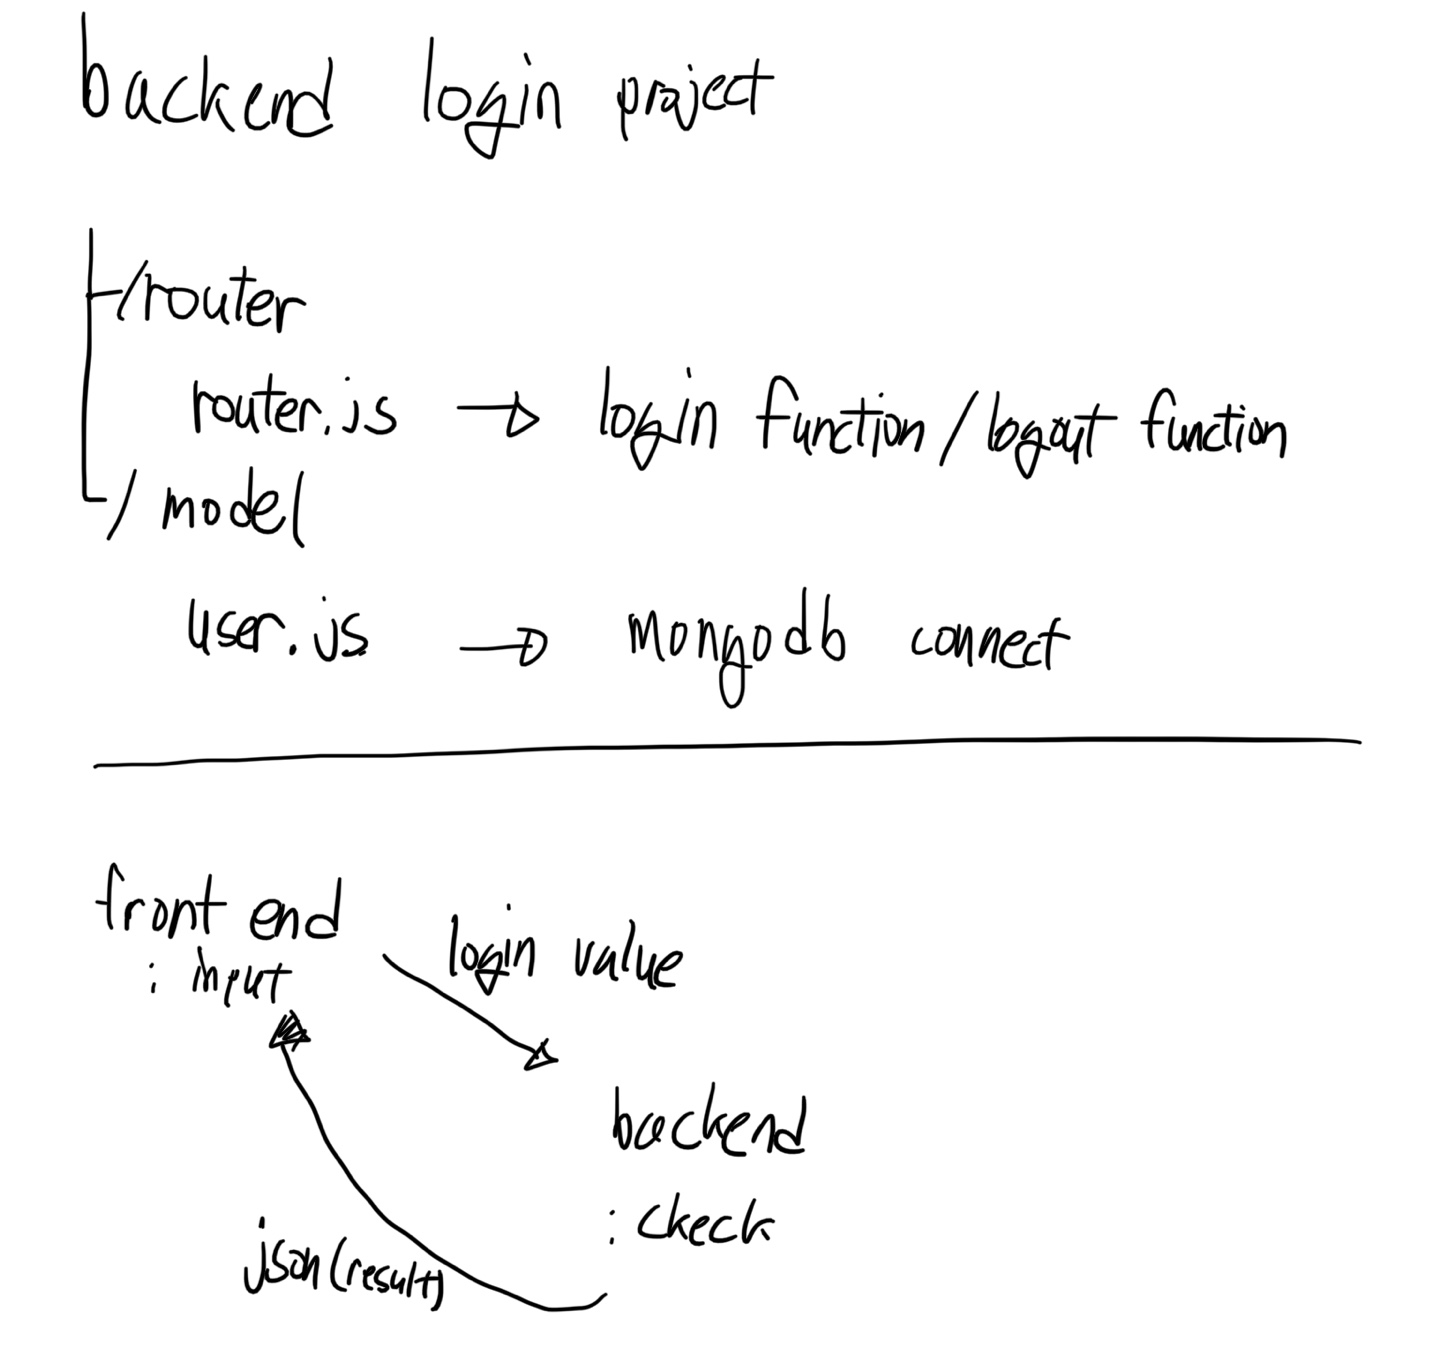 backend login project
/router
router.js → login function / logout function
/ model
user.js → mongodb connect
front end
: input
login value
backend
: ckeck
json(result)